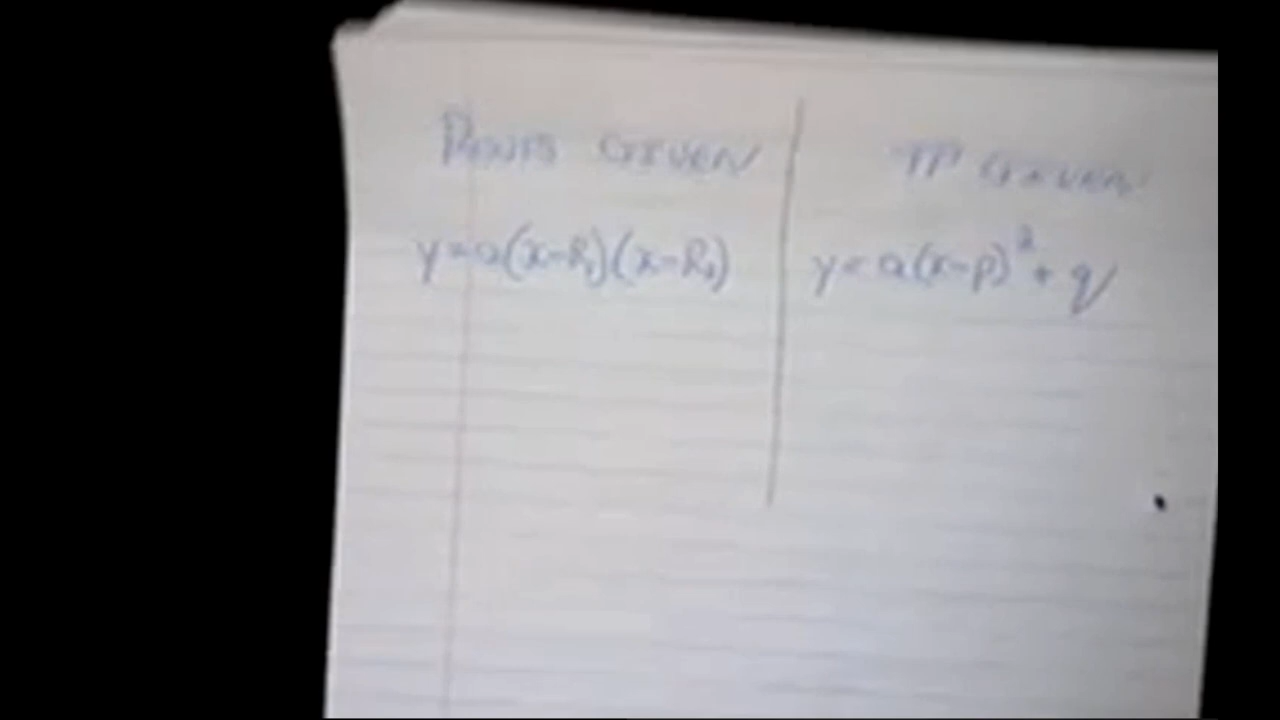 ROOTS GIVEN
y=a(x-R₁)(x-R₂)
TP GIVEN
y=a(x-p)²+q